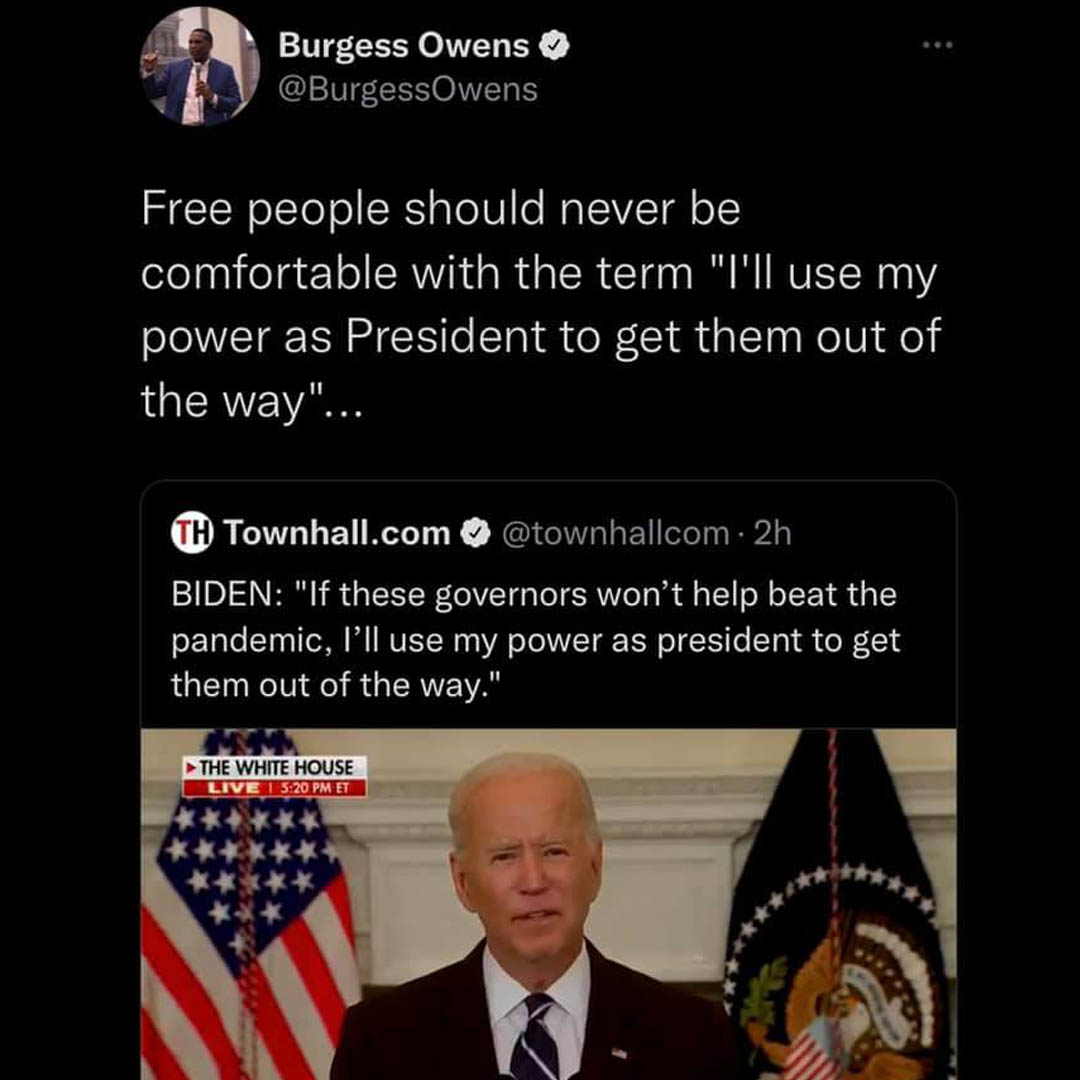 Burgess Owens
@BurgessOwens
Free people should never be
comfortable with the term "I'll use my
power as President to get them out of
the way"...
TH Townhall.com @townhallcom · 2h
BIDEN: "If these governors won’t help beat the
pandemic, I’ll use my power as president to get
them out of the way."
THE WHITE HOUSE
LIVE | 5:20 PM ET